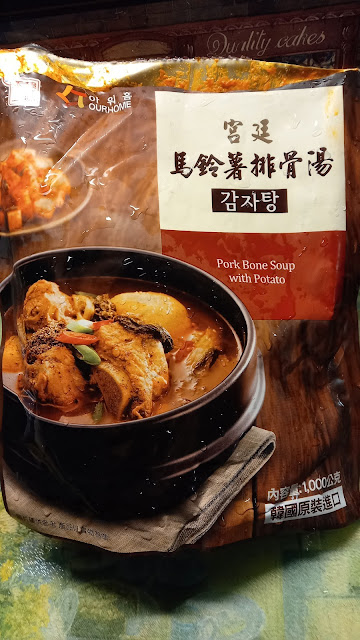 Quality cakes
아워홈
OURHOME
宮廷
馬鈴薯排骨湯
감자탕
Pork Bone Soup
with Potato
內容量:1,000公克
韓國原裝進口